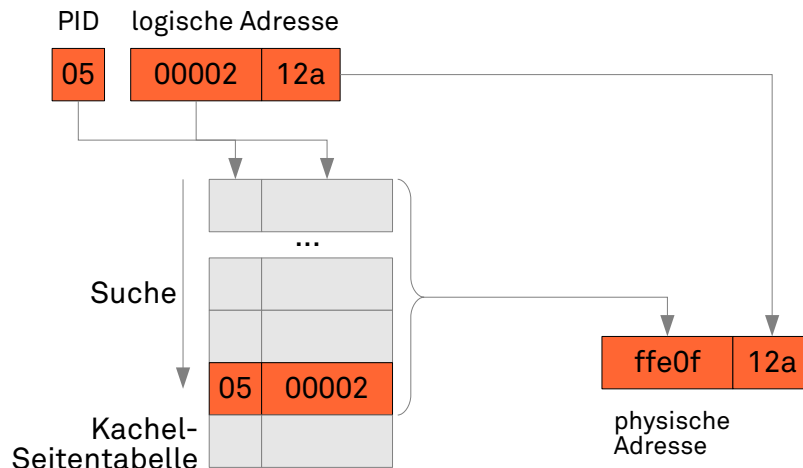 PID logische Adresse
05 00002 12a
...
Suche
ffe0f 12a
05 00002
Kachel-
Seitentabelle
physische
Adresse